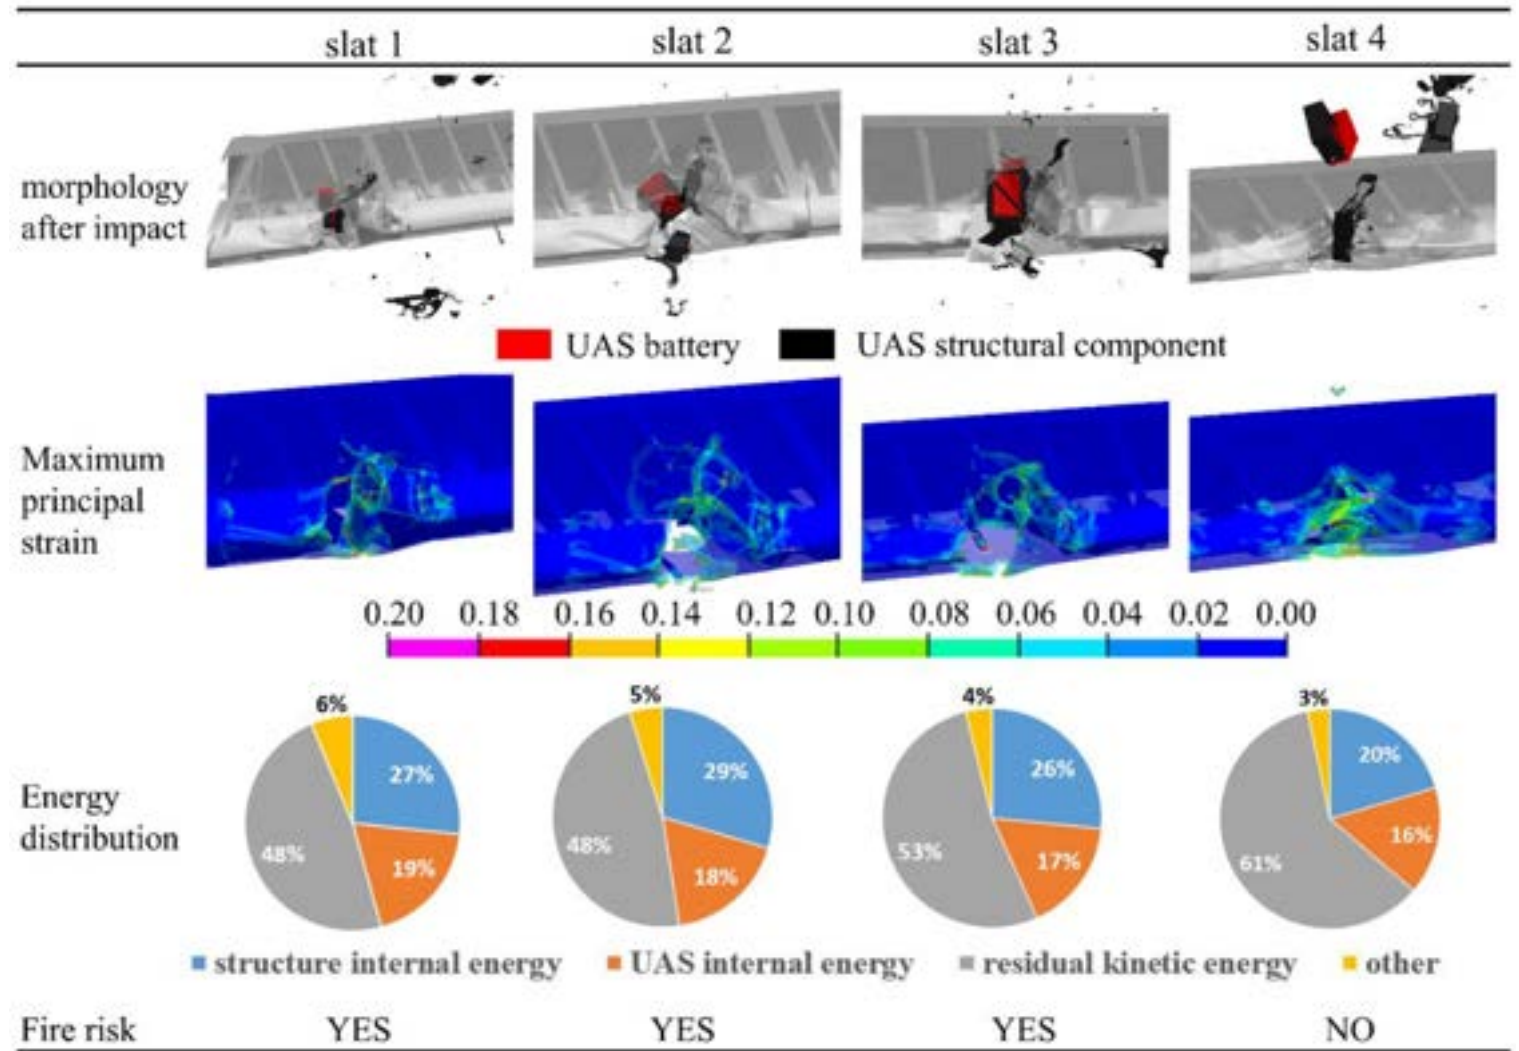 slat 1 slat 2 slat 3 slat 4
morphology
after impact
UAS battery UAS structural component
Maximum
principal
strain
0.20 0.18 0.16 0.14 0.12 0.10 0.08 0.06 0.04 0.02 0.00
6% 5% 4% 3%
27% 29% 26% 20%
Energy
distribution
48% 48% 53% 61%
19% 18% 17% 16%
structure internal energy UAS internal energy residual kinetic energy other
Fire risk YES YES YES NO